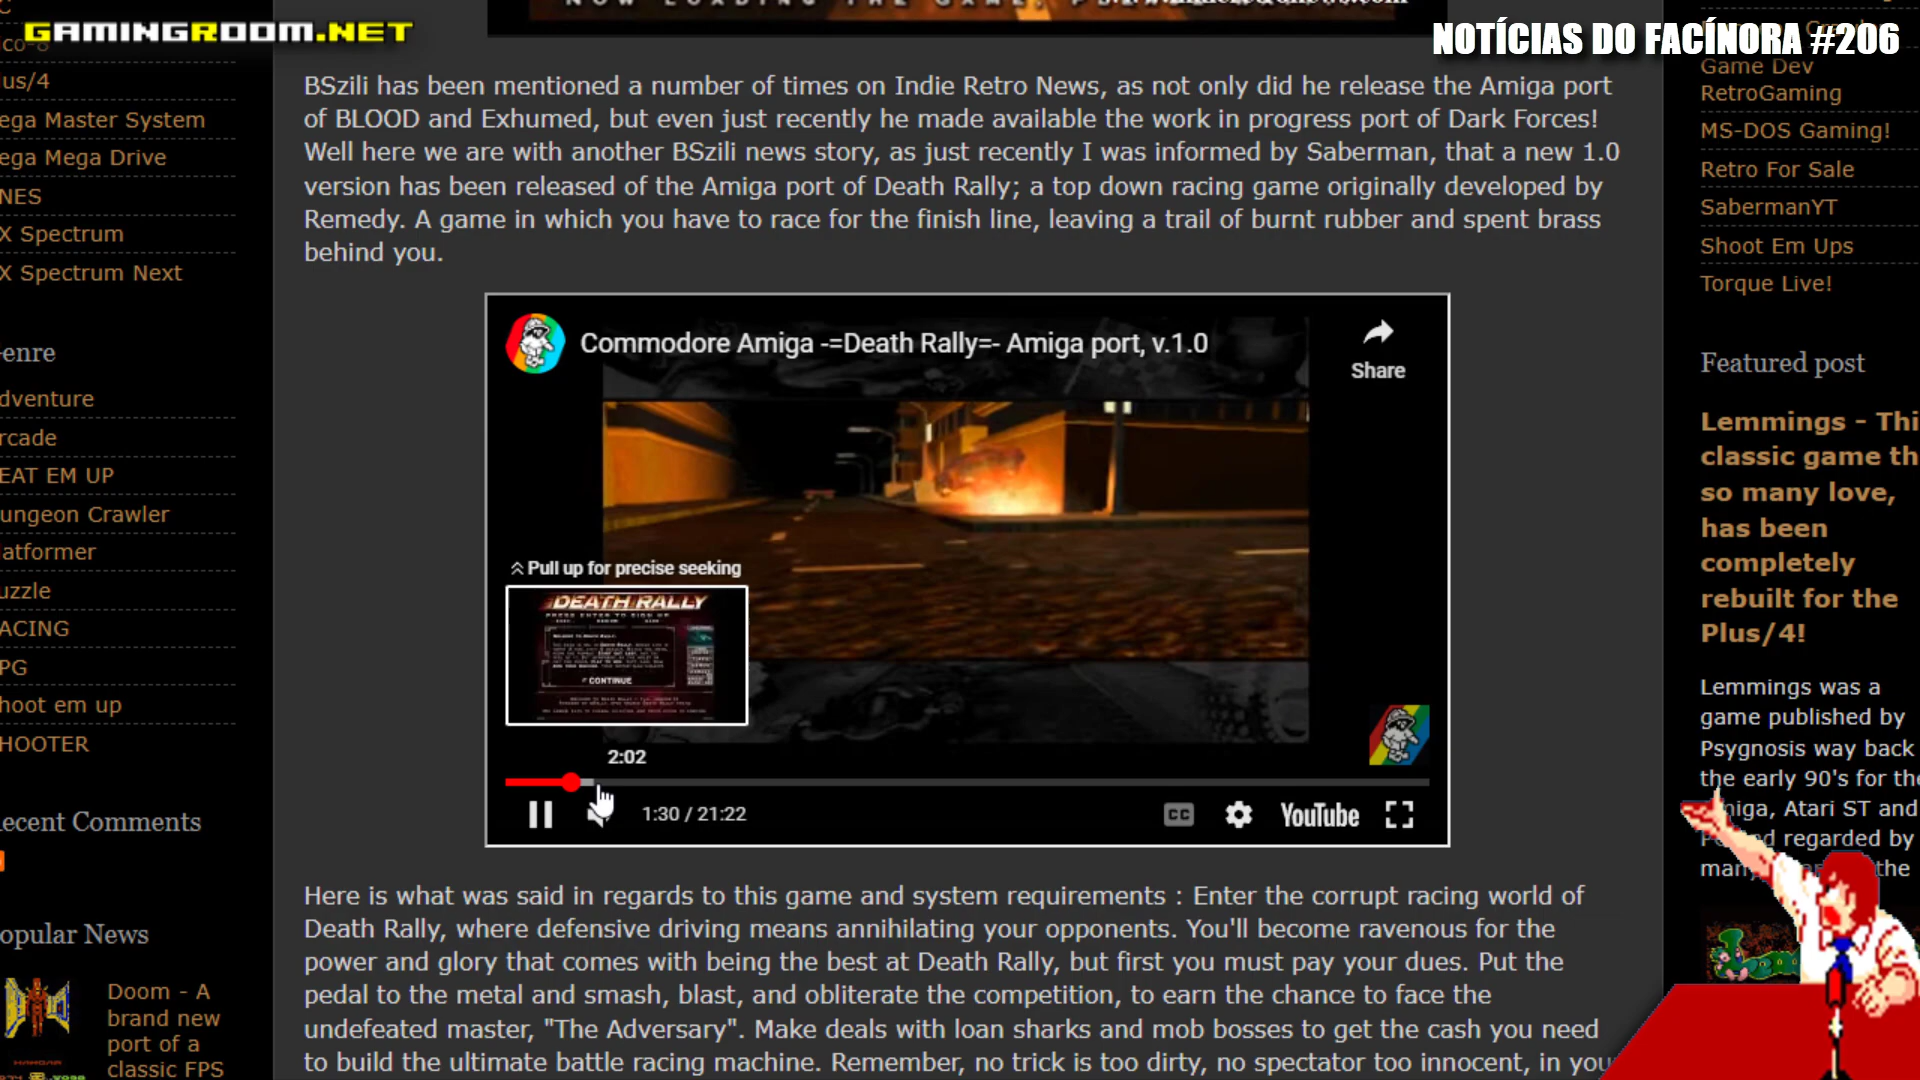 GAMINGROOM.NET
NOTÍCIAS DO FACÍNORA #206
lus/4
ega Master System
ega Mega Drive
NES
X Spectrum
X Spectrum Next
enre
dventure
rcade
EAT EM UP
ungeon Crawler
latformer
uzzle
ACING
PG
hoot em up
HOOTER
ecent Comments
opular News
Doom - A
brand new
port of a
classic FPS
BSzili has been mentioned a number of times on Indie Retro News, as not only did he release the Amiga port
of BLOOD and Exhumed, but even just recently he made available the work in progress port of Dark Forces!
Well here we are with another BSzili news story, as just recently I was informed by Saberman, that a new 1.0
version has been released of the Amiga port of Death Rally; a top down racing game originally developed by
Remedy. A game in which you have to race for the finish line, leaving a trail of burnt rubber and spent brass
behind you.
Commodore Amiga -=Death Rally=- Amiga port, v.1.0
Share
Pull up for precise seeking
DEATH RALLY
PRESS ENTER TO SIGN UP
CONTINUE
2:02
1:30 / 21:22
CC
YouTube
Here is what was said in regards to this game and system requirements : Enter the corrupt racing world of
Death Rally, where defensive driving means annihilating your opponents. You'll become ravenous for the
power and glory that comes with being the best at Death Rally, but first you must pay your dues. Put the
pedal to the metal and smash, blast, and obliterate the competition, to earn the chance to face the
undefeated master, "The Adversary". Make deals with loan sharks and mob bosses to get the cash you need
to build the ultimate battle racing machine. Remember, no trick is too dirty, no spectator too innocent, in you
Game Dev
RetroGaming
MS-DOS Gaming!
Retro For Sale
SabermanYT
Shoot Em Ups
Torque Live!
Featured post
Lemmings - Thi
classic game th
so many love,
has been
completely
rebuilt for the
Plus/4!
Lemmings was a
game published by
Psygnosis way back
the early 90's for the
iga, Atari ST and
d regarded by
man the